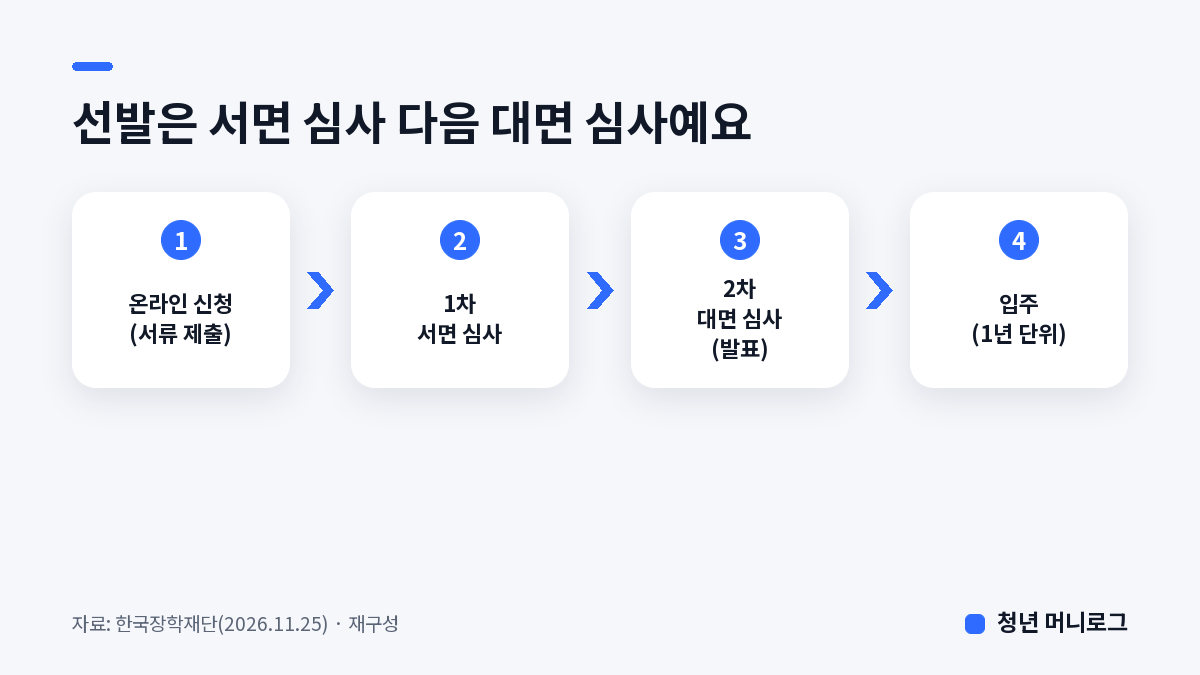 선발은 서면 심사 다음 대면 심사예요
1
온라인 신청
(서류 제출)
2
1차
서면 심사
3
2차
대면 심사
(발표)
4
입주
(1년 단위)
자료: 한국장학재단(2026.11.25) · 재구성
청년 머니로그